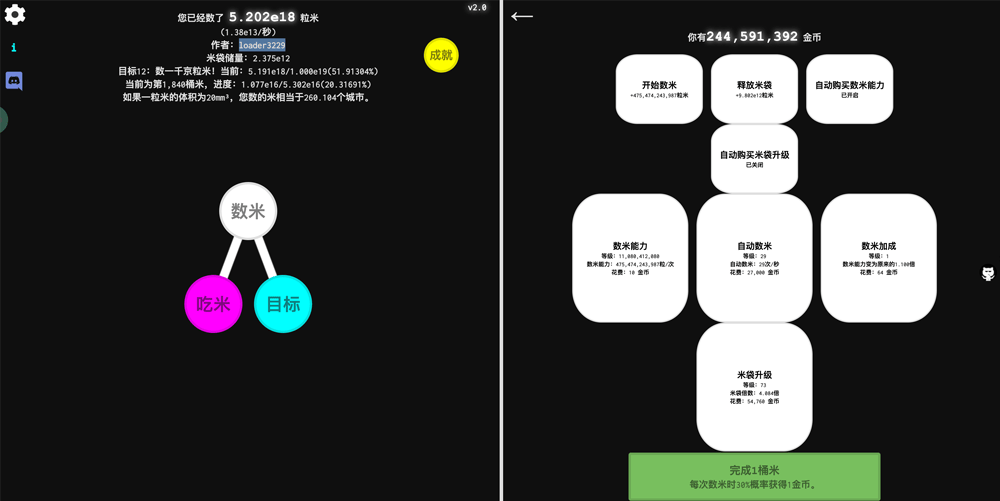 v2.0
您已经数了 5.202e18 粒米
(1.38e13/秒)
作者: loader3229
米袋储量: 2.375e12
目标12: 数一千京粒米! 当前: 5.191e18/1.000e19(51.91304%)
当前为第1,840桶米, 进度: 1.077e16/5.302e16(20.31691%)
如果一粒米的体积为20mm³, 您数的米相当于260.104个城市。
成就
i
数米
吃米
目标
你有244,591,392 金币
开始数米
+475,474,243,987粒米
释放米袋
+9.802e12粒米
自动购买数米能力
已开启
自动购买米袋升级
已关闭
数米能力
等级: 11,080,412,080
数米能力: 475,474,243,987粒/次
花费: 10 金币
自动数米
等级: 29
自动数米: 29次/秒
花费: 27,000 金币
数米加成
等级: 1
数米能力变为原来的1.100倍
花费: 64 金币
米袋升级
等级: 73
米袋倍数: 4.084倍
花费: 54,760 金币
完成1桶米
每次数米时30%概率获得1金币。